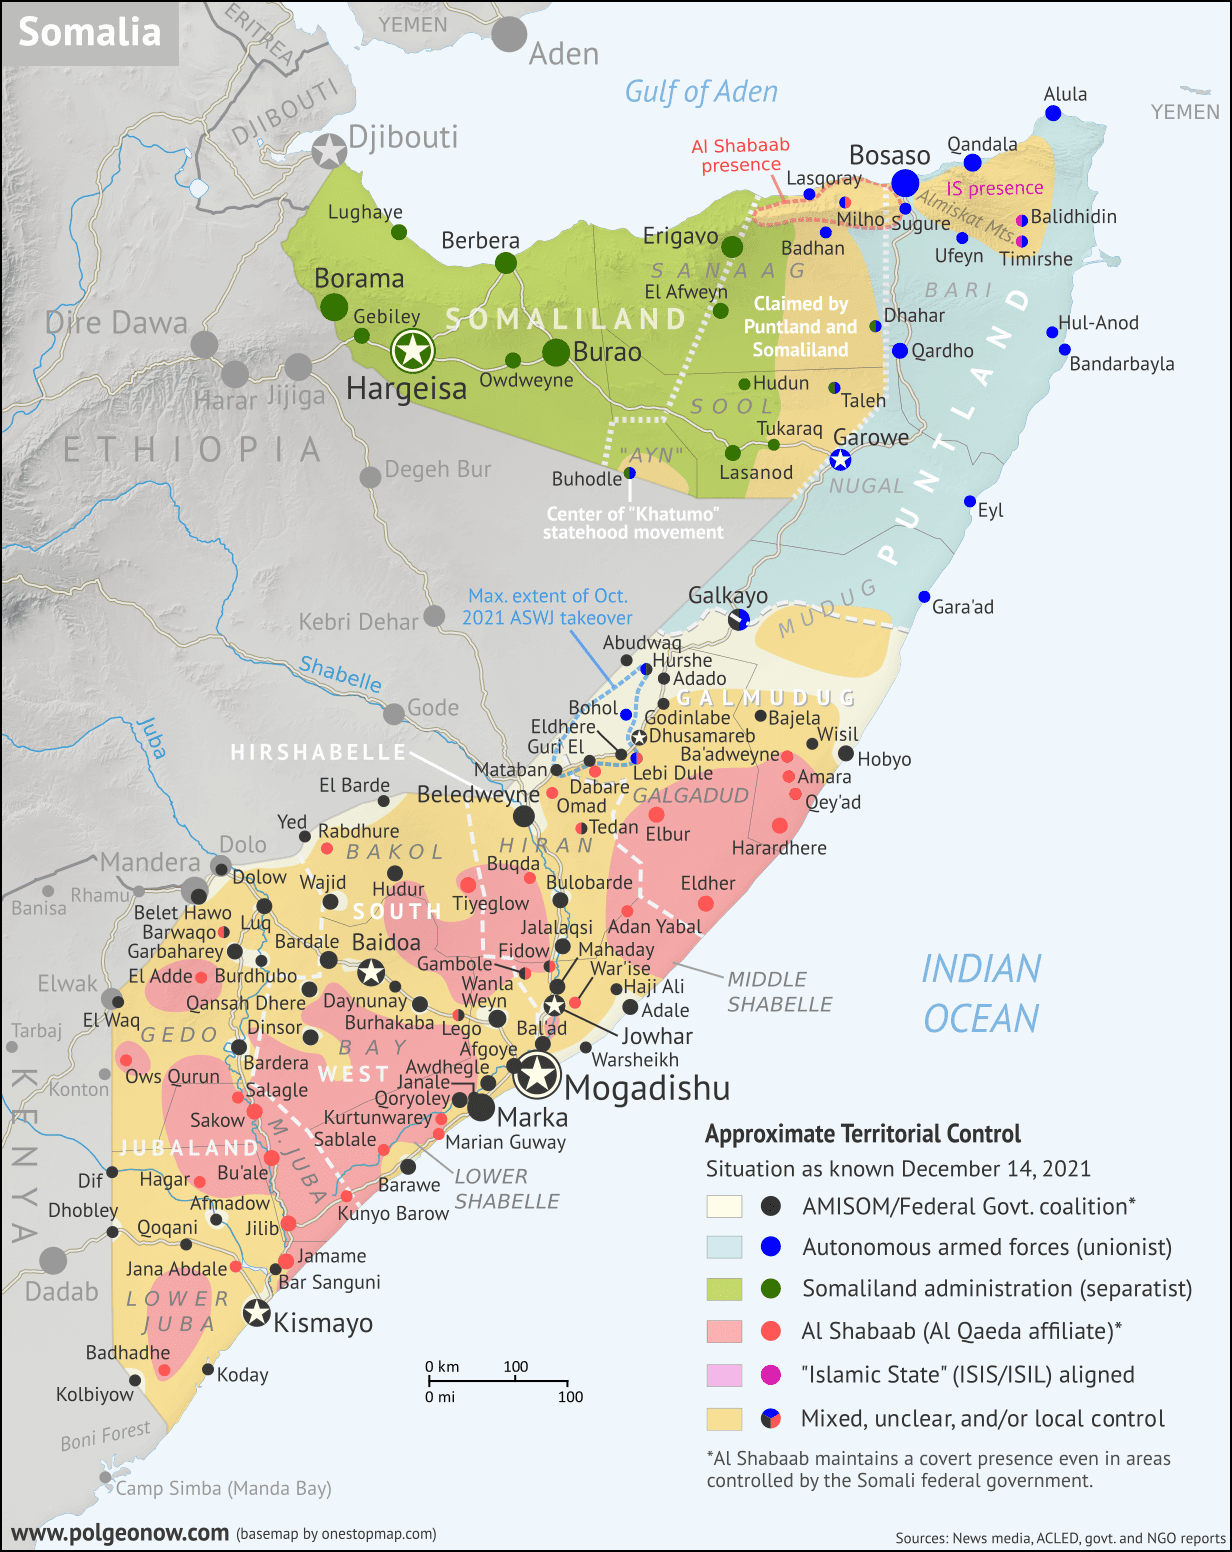 Somalia
ERITREA
YEMEN
Aden
Gulf of Aden
YEMEN
DJIBOUTI
Djibouti
Alula
Qandala
Bosaso
Al Shabaab
presence
Lasqoray
IS presence
Almiskat Mts.
Milho
Sugure
Balidhidin
Badhan
Ufeyn
Timirshe
Lughaye
Berbera
Erigavo
SANAAG
BARI
Borama
El Afweyn
Gebiley
SOMALILAND
Claimed by
Puntland and
Somaliland
Dhahar
Hul-Anod
Dire Dawa
Hargeisa
Owdweyne
Burao
Qardho
Bandarbayla
Harar
Jijiga
Hudun
Taleh
SOOL
PUNTLAND
ETHIOPIA
Tukaraq
Garowe
Degeh Bur
"AYN"
Buhodle
Lasanod
NUGAL
Center of "Khatumo"
statehood movement
Eyl
Max. extent of Oct.
2021 ASWJ takeover
Galkayo
MUDUG
Gara'ad
Kebri Dehar
Abudwaq
Hurshe
Adado
Shabelle
GALMUDUG
Gode
Bohol
Godinlabe
Bajela
Juba
Eldhere
Dhusamareb
Wisil
HIRSHABELLE
Guri El
Ba'adweyne
Hobyo
Mataban
Lebi Dule
Amara
El Barde
Beledweyne
Dabare
GALGADUD
Qey'ad
Omad
Yed
Rabdhure
Tedan
Elbur
Harardhere
Dolo
BAKOL
HIRAN
Mandera
Dolow
Wajid
Hudur
Buqda
Bulobarde
Eldher
Rhamu
Banisa
Belet Hawo
Tiyeglow
SOUTH
Barwaqo
Luq
Jalalaqsi
Adan Yabal
Garbaharey
Bardale
Baidoa
Fidow
Mahaday
El Adde
Burdhubo
Gambole
War'ise
MIDDLE
SHABELLE
INDIAN
OCEAN
Elwak
Qansah Dhere
Daynunay
Wanla
Weyn
Haji Ali
El Waq
Burhakaba
Lego
Adale
Tarbaj
GEDO
Dinsor
BAY
Bal'ad
Jowhar
Afgoye
Warsheikh
Ows Qurun
Bardera
WEST
Awdhegle
Konton
Salagle
Janale
Mogadishu
KENYA
Sakow
Qoryoley
Marka
Kurtunwarey
Sablale
Marian Guway
JUBALAND
M. JUBA
Dif
Hagar
Bu'ale
Barawe
LOWER
SHABELLE
Dhobley
Afmadow
Kunyo Barow
Qoqani
Jilib
Jana Abdale
Jamame
Dadab
Bar Sanguni
LOWER
JUBA
Kismayo
Badhadhe
Koday
Kolbiyow
Boni Forest
Camp Simba (Manda Bay)
0 km 100
0 mi 100
Approximate Territorial Control
Situation as known December 14, 2021
AMISOM/Federal Govt. coalition*
Autonomous armed forces (unionist)
Somaliland administration (separatist)
Al Shabaab (Al Qaeda affiliate)*
"Islamic State" (ISIS/ISIL) aligned
Mixed, unclear, and/or local control
*Al Shabaab maintains a covert presence even in areas
controlled by the Somali federal government.
www.polgeonow.com (basemap by onestopmap.com)
Sources: News media, ACLED, govt. and NGO reports